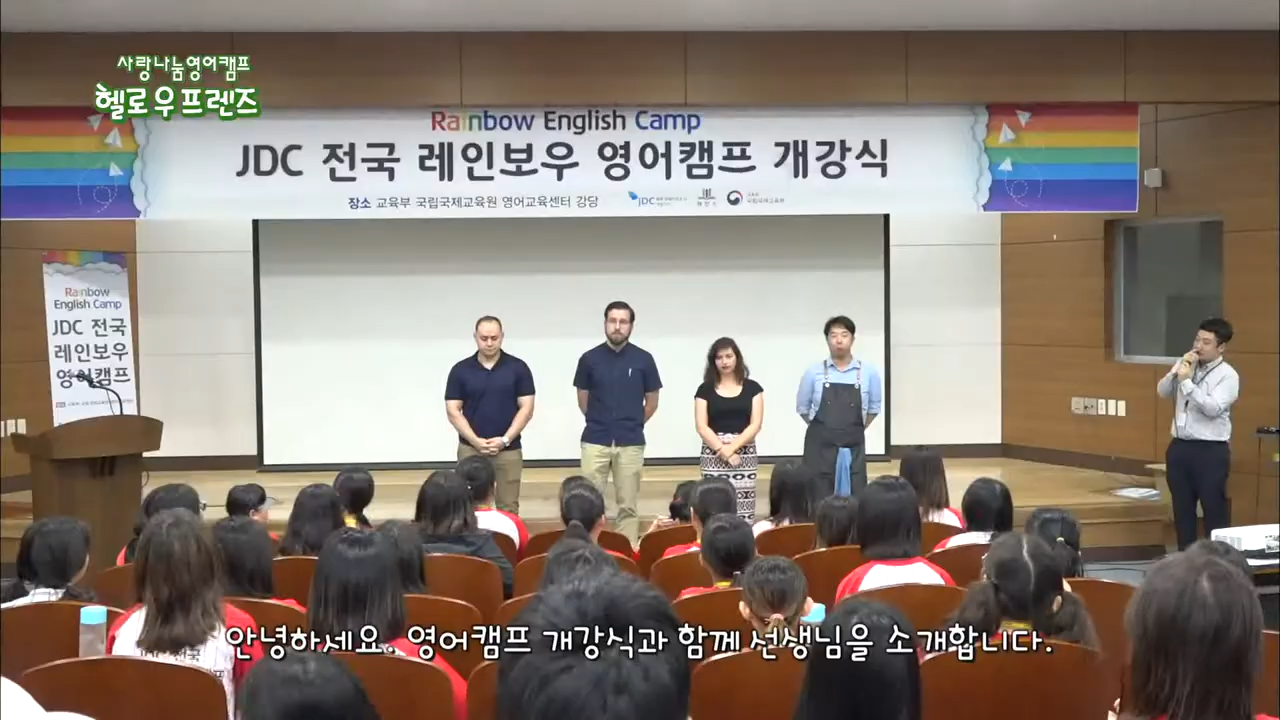 사랑나눔영어캠프
헬로우프렌즈
Rainbow English Camp
JDC 전국 레인보우 영어캠프 개강식
장소 교육부 국립국제교육원 영어교육센터 강당
JDC
Rainbow
English Camp
JDC 전국
레인보우
영어캠프
안녕하세요. 영어캠프 개강식과 함께 선생님을 소개합니다.